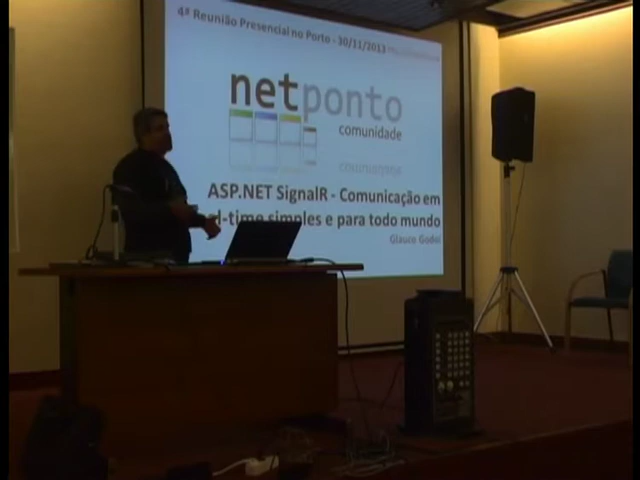 4ª Reunião Presencial no Porto - 30/11/2013
netponto
comunidade
ASP.NET SignalR - Comunicação em
-time simples e para todo mundo
Glauco Godoi